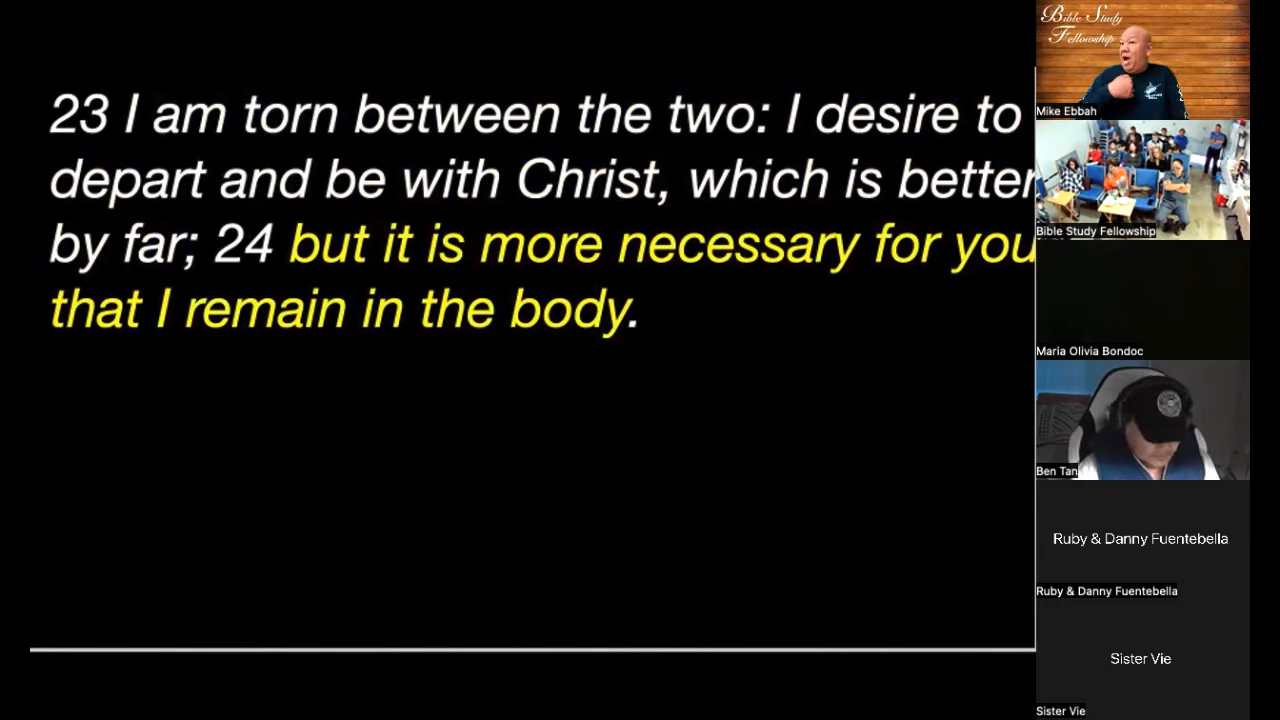 23 I am torn between the two: I desire to
depart and be with Christ, which is better
by far; 24 but it is more necessary for you
that I remain in the body.
Bible Study
Fellowship
Mike Ebbah
Bible Study Fellowship
Maria Olivia Bondoc
Ben Tan
Ruby & Danny Fuentebella
Ruby & Danny Fuentebella
Sister Vie
Sister Vie